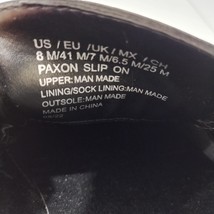 US / EU / UK / MX / CH
8 M/41 M/7 M/6.5 M/25 M
PAXON SLIP ON
UPPER: MAN MADE
LINING/SOCK LINING: MAN MADE
OUTSOLE: MAN MADE
MADE IN CHINA